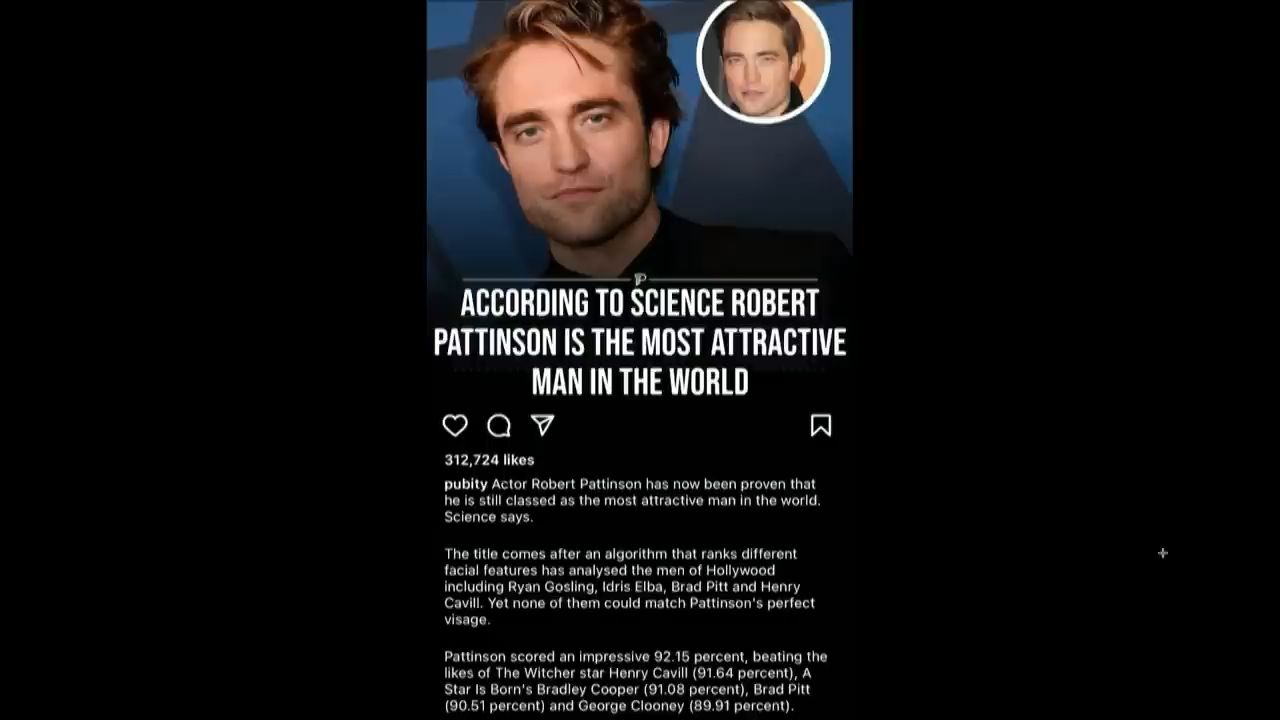 ACCORDING TO SCIENCE ROBERT
PATTINSON IS THE MOST ATTRACTIVE
MAN IN THE WORLD
312,724 likes
pubity Actor Robert Pattinson has now been proven that
he is still classed as the most attractive man in the world.
Science says.
The title comes after an algorithm that ranks different
facial features has analysed the men of Hollywood
including Ryan Gosling, Idris Elba, Brad Pitt and Henry
Cavill. Yet none of them could match Pattinson's perfect
visage.
Pattinson scored an impressive 92.15 percent, beating the
likes of The Witcher star Henry Cavill (91.64 percent), A
Star Is Born's Bradley Cooper (91.08 percent), Brad Pitt
(90.51 percent) and George Clooney (89.91 percent).